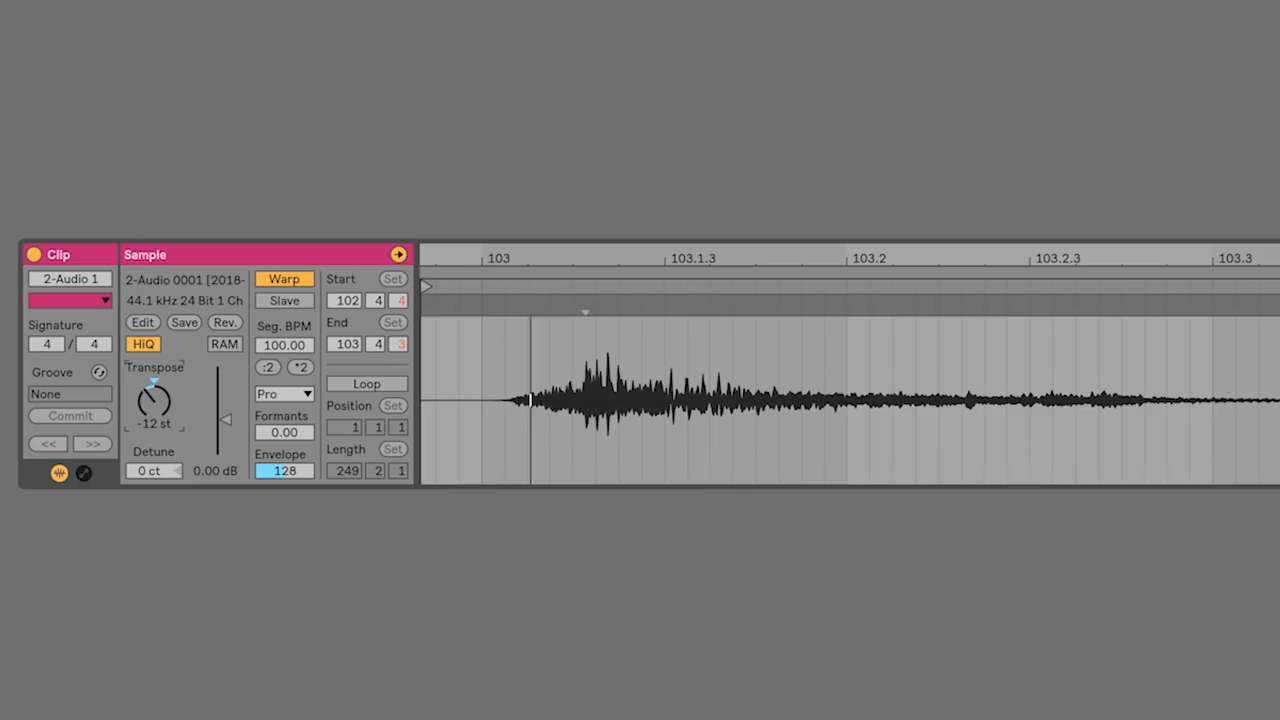 Clip
2-Audio 1
Signature
4 / 4
Groove
None
Commit
<< >>
Sample
2-Audio 0001 [2018-
44.1 kHz 24 Bit 1 Ch
Edit Save Rev.
HiQ RAM
Transpose
-12 st
Detune
0 ct 0.00 dB
Warp
Slave
Seg. BPM
100.00
:2 *2
Pro
Formants
0.00
Envelope
128
Start Set
102 4 4
End Set
103 4 3
Loop
Position Set
1 1 1
Length Set
249 2 1
103 103.1.3 103.2 103.2.3 103.3